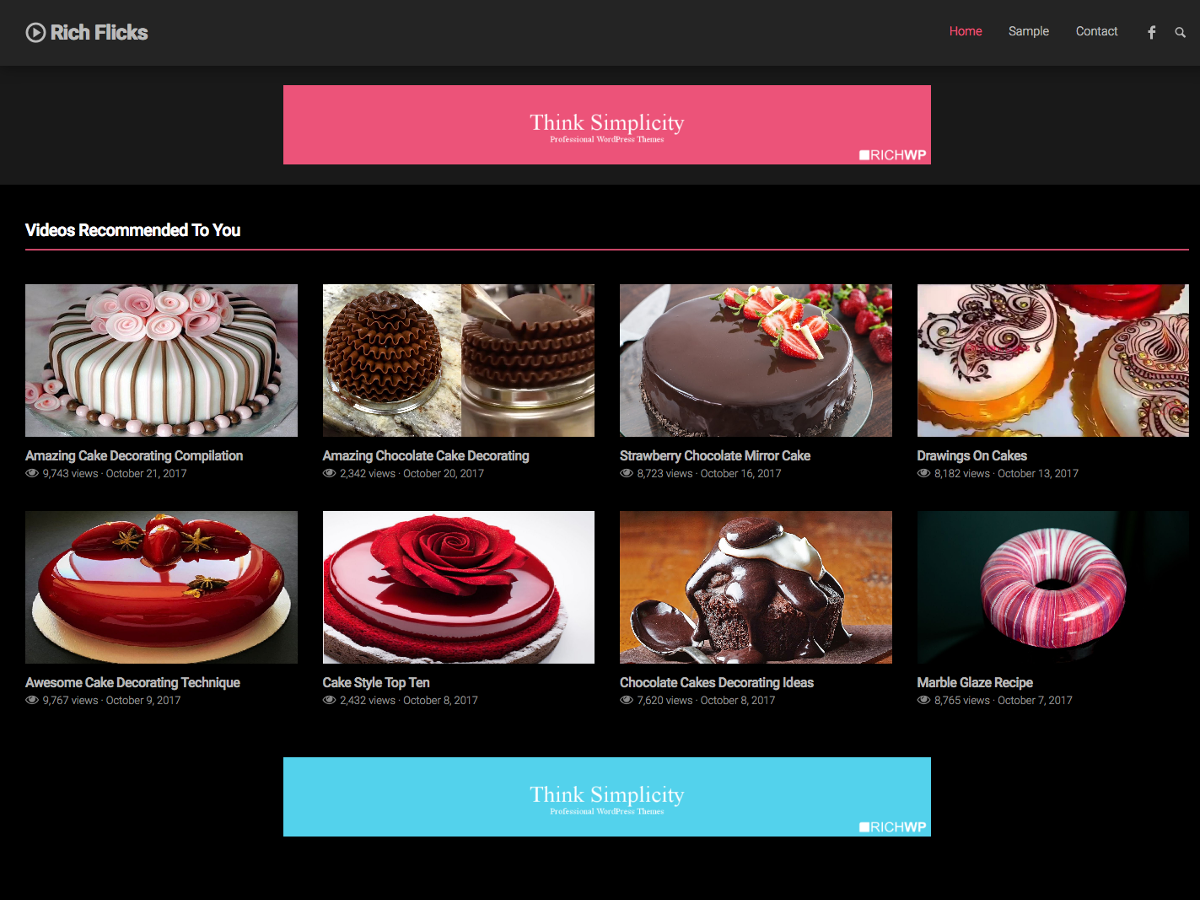 Rich Flicks
Home Sample Contact
Think Simplicity
Professional WordPress Themes
RICHWP
Videos Recommended To You
Amazing Cake Decorating Compilation
9,743 views · October 21, 2017
Amazing Chocolate Cake Decorating
2,342 views · October 20, 2017
Strawberry Chocolate Mirror Cake
8,723 views · October 16, 2017
Drawings On Cakes
8,182 views · October 13, 2017
Awesome Cake Decorating Technique
9,767 views · October 9, 2017
Cake Style Top Ten
2,432 views · October 8, 2017
Chocolate Cakes Decorating Ideas
7,620 views · October 8, 2017
Marble Glaze Recipe
8,765 views · October 7, 2017
Think Simplicity
Professional WordPress Themes
RICHWP